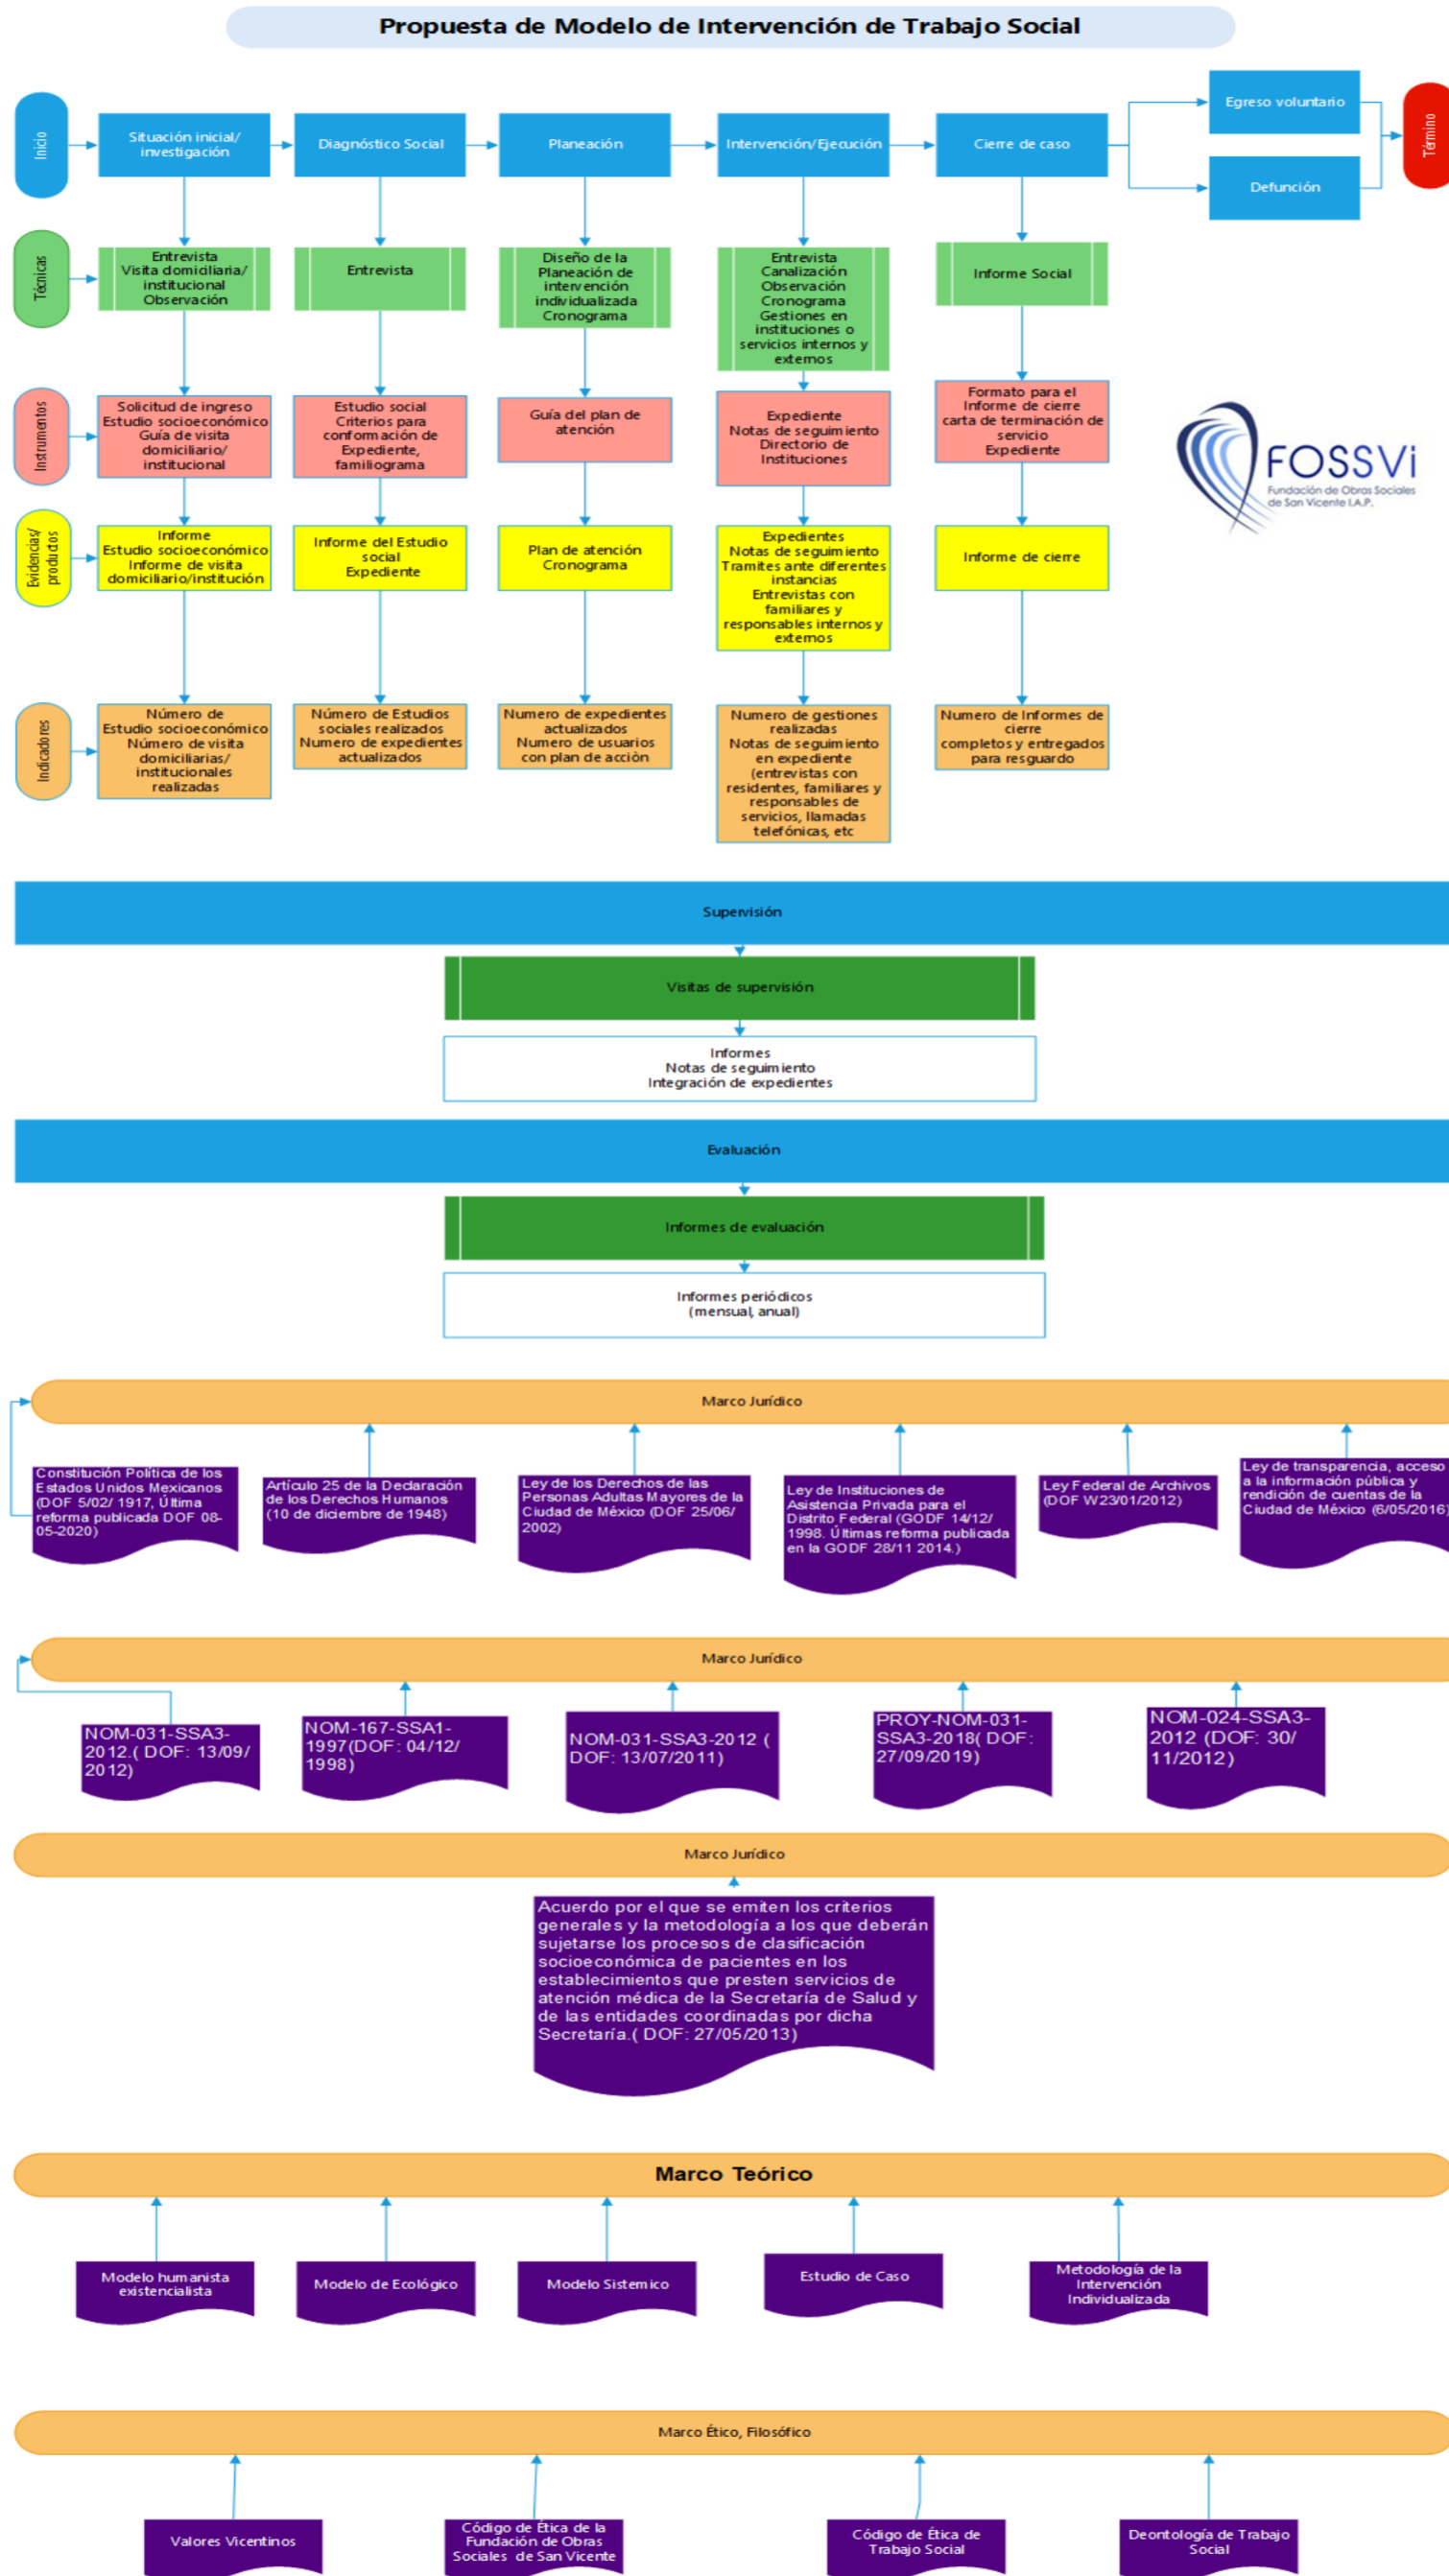 Propuesta de Modelo de Intervención de Trabajo Social
Inicio
Situación inicial/
investigación
Diagnóstico Social
Planeación
Intervención/Ejecución
Cierre de caso
Egreso voluntario
Defunción
Término
Técnicas
Entrevista
Visita domiciliaria/
institucional
Observación
Entrevista
Diseño de la
Planeación de
intervención
individualizada
Cronograma
Entrevista
Canalización
Observación
Cronograma
Gestiones en
instituciones o
servicios internos y
externos
Informe Social
Instrumentos
Solicitud de ingreso
Estudio socioeconómico
Guía de visita
domiciliario/
institucional
Estudio social
Criterios para
conformación de
Expediente,
familiograma
Guía del plan de
atención
Expediente
Notas de seguimiento
Directorio de
Instituciones
Formato para el
Informe de cierre
carta de terminación de
servicio
Expediente
FOSSVi
Fundación de Obras Sociales
de San Vicente I.A.P.
Evidencias/
productos
Informe
Estudio socioeconómico
Informe de visita
domiciliario/institución
Informe del Estudio
social
Expediente
Plan de atención
Cronograma
Expedientes
Notas de seguimiento
Tramites ante diferentes
instancias
Entrevistas con
familiares y
responsables internos y
externos
Informe de cierre
Indicadores
Número de
Estudio socioeconómico
Número de visita
domiciliarias/
institucionales
realizadas
Número de Estudios
sociales realizados
Numero de expedientes
actualizados
Numero de expedientes
actualizados
Numero de usuarios
con plan de acciòn
Numero de gestiones
realizadas
Notas de seguimiento
en expediente
(entrevistas con
residentes, familiares y
responsables de
servicios, llamadas
telefónicas, etc
Numero de Informes de
cierre
completos y entregados
para resguardo
Supervisión
Visitas de supervisión
Informes
Notas de seguimiento
Integración de expedientes
Evaluación
Informes de evaluación
Informes periódicos
(mensual, anual)
Marco Jurídico
Constitución Política de los
Estados Unidos Mexicanos
(DOF 5/02/ 1917, Última
reforma publicada DOF 08-
05-2020)
Artículo 25 de la Declaración
de los Derechos Humanos
(10 de diciembre de 1948)
Ley de los Derechos de las
Personas Adultas Mayores de la
Ciudad de México (DOF 25/06/
2002)
Ley de Instituciones de
Asistencia Privada para el
Distrito Federal (GODF 14/12/
1998. Últimas reforma publicada
en la GODF 28/11 2014.)
Ley Federal de Archivos
(DOF W23/01/2012)
Ley de transparencia, acceso
a la información pública y
rendición de cuentas de la
Ciudad de México (6/05/2016)
Marco Jurídico
NOM-031-SSA3-
2012.( DOF: 13/09/
2012)
NOM-167-SSA1-
1997(DOF: 04/12/
1998)
NOM-031-SSA3-2012 (
DOF: 13/07/2011)
PROY-NOM-031-
SSA3-2018( DOF:
27/09/2019)
NOM-024-SSA3-
2012 (DOF: 30/
11/2012)
Marco Jurídico
Acuerdo por el que se emiten los criterios
generales y la metodología a los que deberán
sujetarse los procesos de clasificación
socioeconómica de pacientes en los
establecimientos que presten servicios de
atención médica de la Secretaría de Salud y
de las entidades coordinadas por dicha
Secretaría.( DOF: 27/05/2013)
Marco Teórico
Modelo humanista
existencialista
Modelo de Ecológico
Modelo Sistemico
Estudio de Caso
Metodología de la
Intervención
Individualizada
Marco Ético, Filosófico
Valores Vicentinos
Código de Ética de la
Fundación de Obras
Sociales de San Vicente
Código de Ética de
Trabajo Social
Deontología de Trabajo
Social